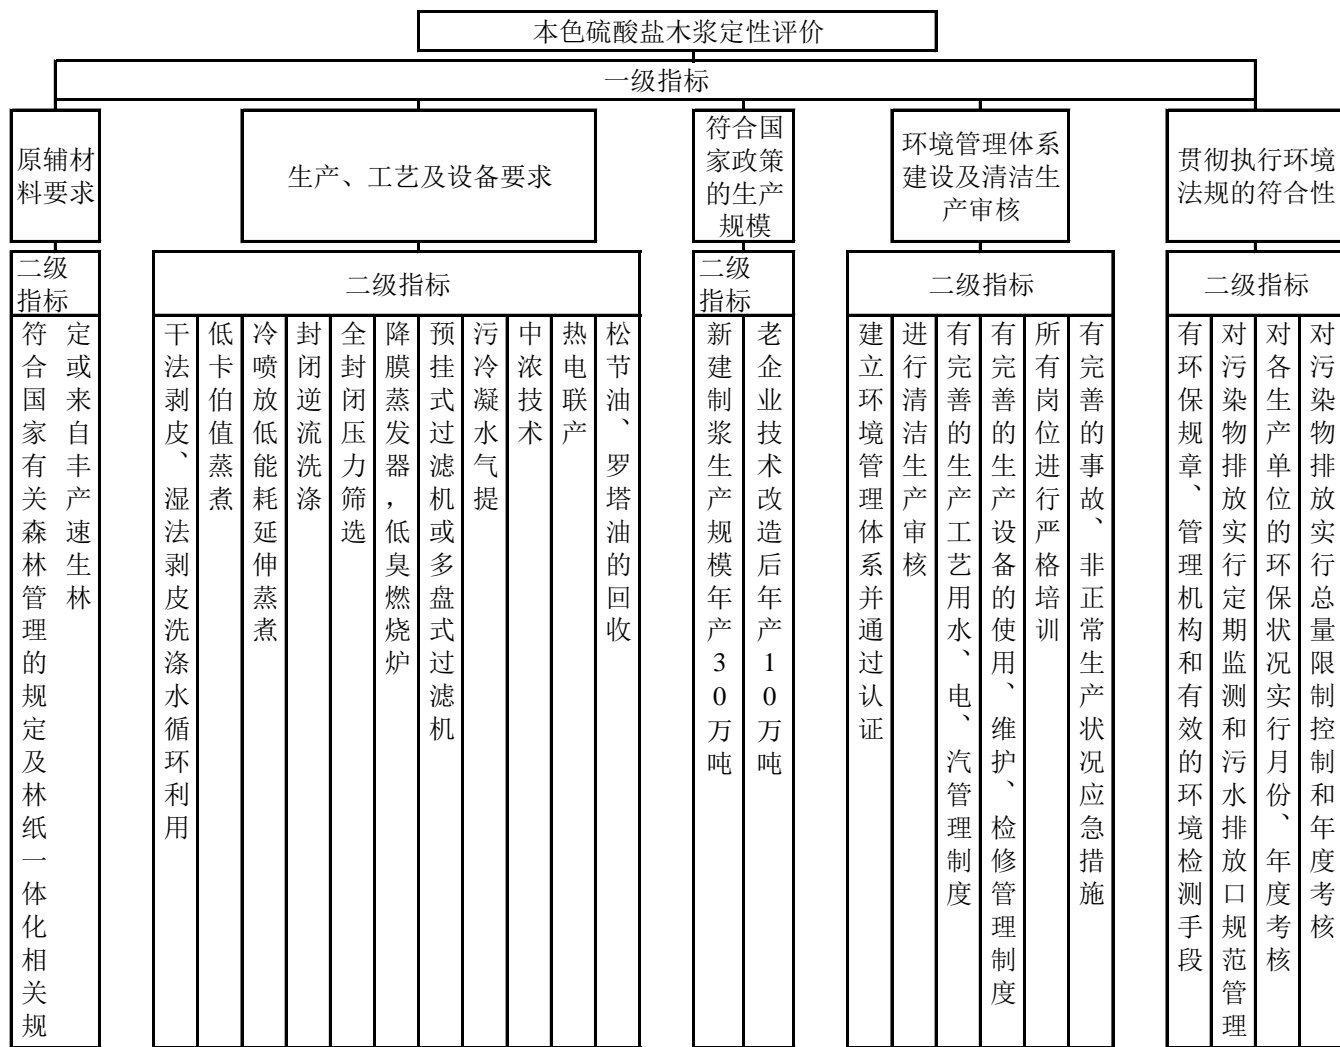 本色硫酸盐木浆定性评价
一级指标
原辅材
料要求
生产、工艺及设备要求
符合国
家政策
的生产
规模
环境管理体系
建设及清洁生
产审核
贯彻执行环境
法规的符合性
二级
指标
二级指标
二级
指标
二级指标
二级指标
符合国家有关森林管理的规定及林纸一体化相关规
定或来自丰产速生林
干法剥皮、湿法剥皮洗涤水循环利用
低卡伯值蒸煮
冷喷放低能耗延伸蒸煮
封闭逆流洗涤
全封闭压力筛选
降膜蒸发器，低臭燃烧炉
预挂式过滤机或多盘式过滤机
污冷凝水气提
中浓技术
热电联产
松节油、罗塔油的回收
新建制浆生产规模年产30万吨
老企业技术改造后年产10万吨
建立环境管理体系并通过认证
进行清洁生产审核
有完善的生产工艺用水、电、汽管理制度
有完善的生产设备的使用、维护、检修管理制度
所有岗位进行严格培训
有完善的事故、非正常生产状况应急措施
有环保规章、管理机构和有效的环境检测手段
对污染物排放实行定期监测和污水排放口规范管理
对各生产单位的环保状况实行月份、年度考核
对污染物排放实行总量限制控制和年度考核